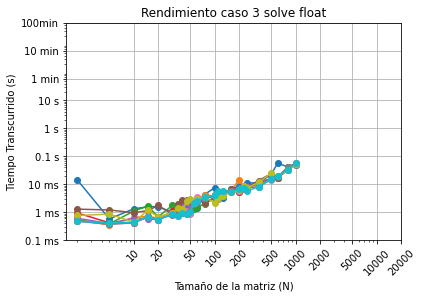 Rendimiento caso 3 solve float
Tiempo Transcurrido (s)
100min
10 min
1 min
10 s
1 s
0.1 s
10 ms
1 ms
0.1 ms
10
20
50
100
200
500
1000
2000
5000
10000
20000
Tamaño de la matriz (N)